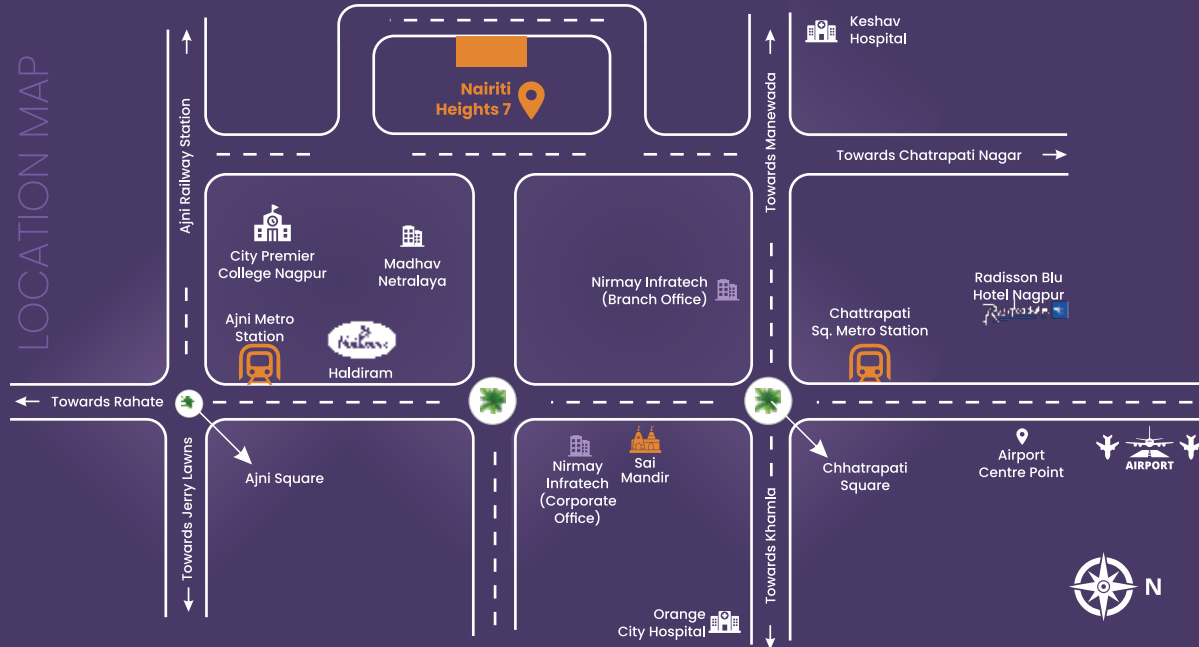 LOCATION MAP
Keshav
Hospital
Nairiti
Heights 7
Ajni Railway Station
Towards Manewada
Towards Chatrapati Nagar
City Premier
College Nagpur
Madhav
Netralaya
Nirmay Infratech
(Branch Office)
Radisson Blu
Hotel Nagpur
Ajni Metro
Station
Chattrapati
Sq. Metro Station
Haldiram
Towards Rahate
Ajni Square
Towards Jerry Lawns
Nirmay
Infratech
(Corporate
Office)
Sai
Mandir
Chhatrapati
Square
Airport
Centre Point
AIRPORT
Towards Khamla
Orange
City Hospital
N